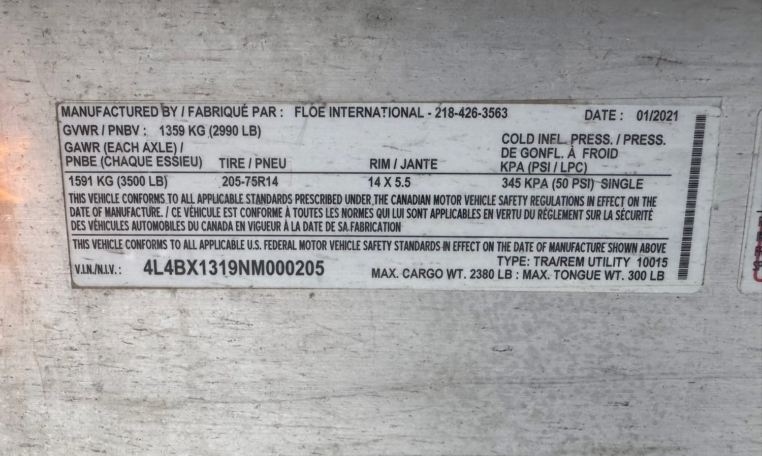 MANUFACTURED BY / FABRIQUÉ PAR : FLOE INTERNATIONAL - 218-426-3563 DATE : 01/2021
GVWR / PNBV : 1359 KG (2990 LB)
GAWR (EACH AXLE) /
PNBE (CHAQUE ESSIEU) TIRE / PNEU RIM / JANTE COLD INFL. PRESS. / PRESS.
DE GONFL. À FROID
KPA (PSI / LPC)
1591 KG (3500 LB) 205-75R14 14 X 5.5 345 KPA (50 PSI) SINGLE
THIS VEHICLE CONFORMS TO ALL APPLICABLE STANDARDS PRESCRIBED UNDER THE CANADIAN MOTOR VEHICLE SAFETY REGULATIONS IN EFFECT ON THE
DATE OF MANUFACTURE. / CE VÉHICULE EST CONFORME À TOUTES LES NORMES QUI LUI SONT APPLICABLES EN VERTU DU RÈGLEMENT SUR LA SÉCURITÉ
DES VÉHICULES AUTOMOBILES DU CANADA EN VIGUEUR À LA DATE DE SA FABRICATION
THIS VEHICLE CONFORMS TO ALL APPLICABLE U.S. FEDERAL MOTOR VEHICLE SAFETY STANDARDS IN EFFECT ON THE DATE OF MANUFACTURE SHOWN ABOVE
V.I.N./N.I.V. : 4L4BX1319NM000205 TYPE: TRA/REM UTILITY 10015
MAX. CARGO WT. 2380 LB : MAX. TONGUE WT. 300 LB